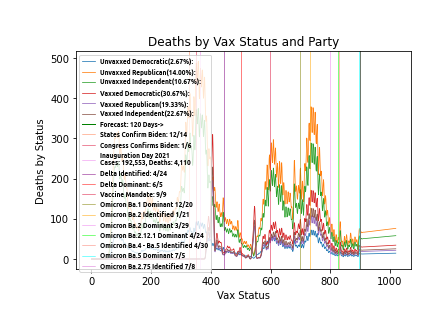 Deaths by Vax Status and Party
Deaths by Status
500
400
300
200
100
0
Unvaxxed Democratic(2.67%):
Unvaxxed Republican(14.00%):
Unvaxxed Independent(10.67%):
Vaxxed Democratic(30.67%):
Vaxxed Republican(19.33%):
Vaxxed Independent(22.67%):
Forecast: 120 Days->
States Confirm Biden: 12/14
Congress Confirms Biden: 1/6
Inauguration Day 2021
Cases: 192,553, Deaths: 4,110
Delta Identified: 4/24
Delta Dominant: 6/5
Vaccine Mandate: 9/9
Omicron Ba.1 Dominant 12/20
Omicron Ba.2 Identified 1/21
Omicron Ba.2 Dominant 3/29
Omicron Ba.2.12.1 Dominant 4/24
Omicron Ba.4 - Ba.5 Identified 4/30
Omicron Ba.5 Dominant 7/5
Omicron Ba.2.75 Identified 7/8
0 200 400 600 800 1000
Vax Status